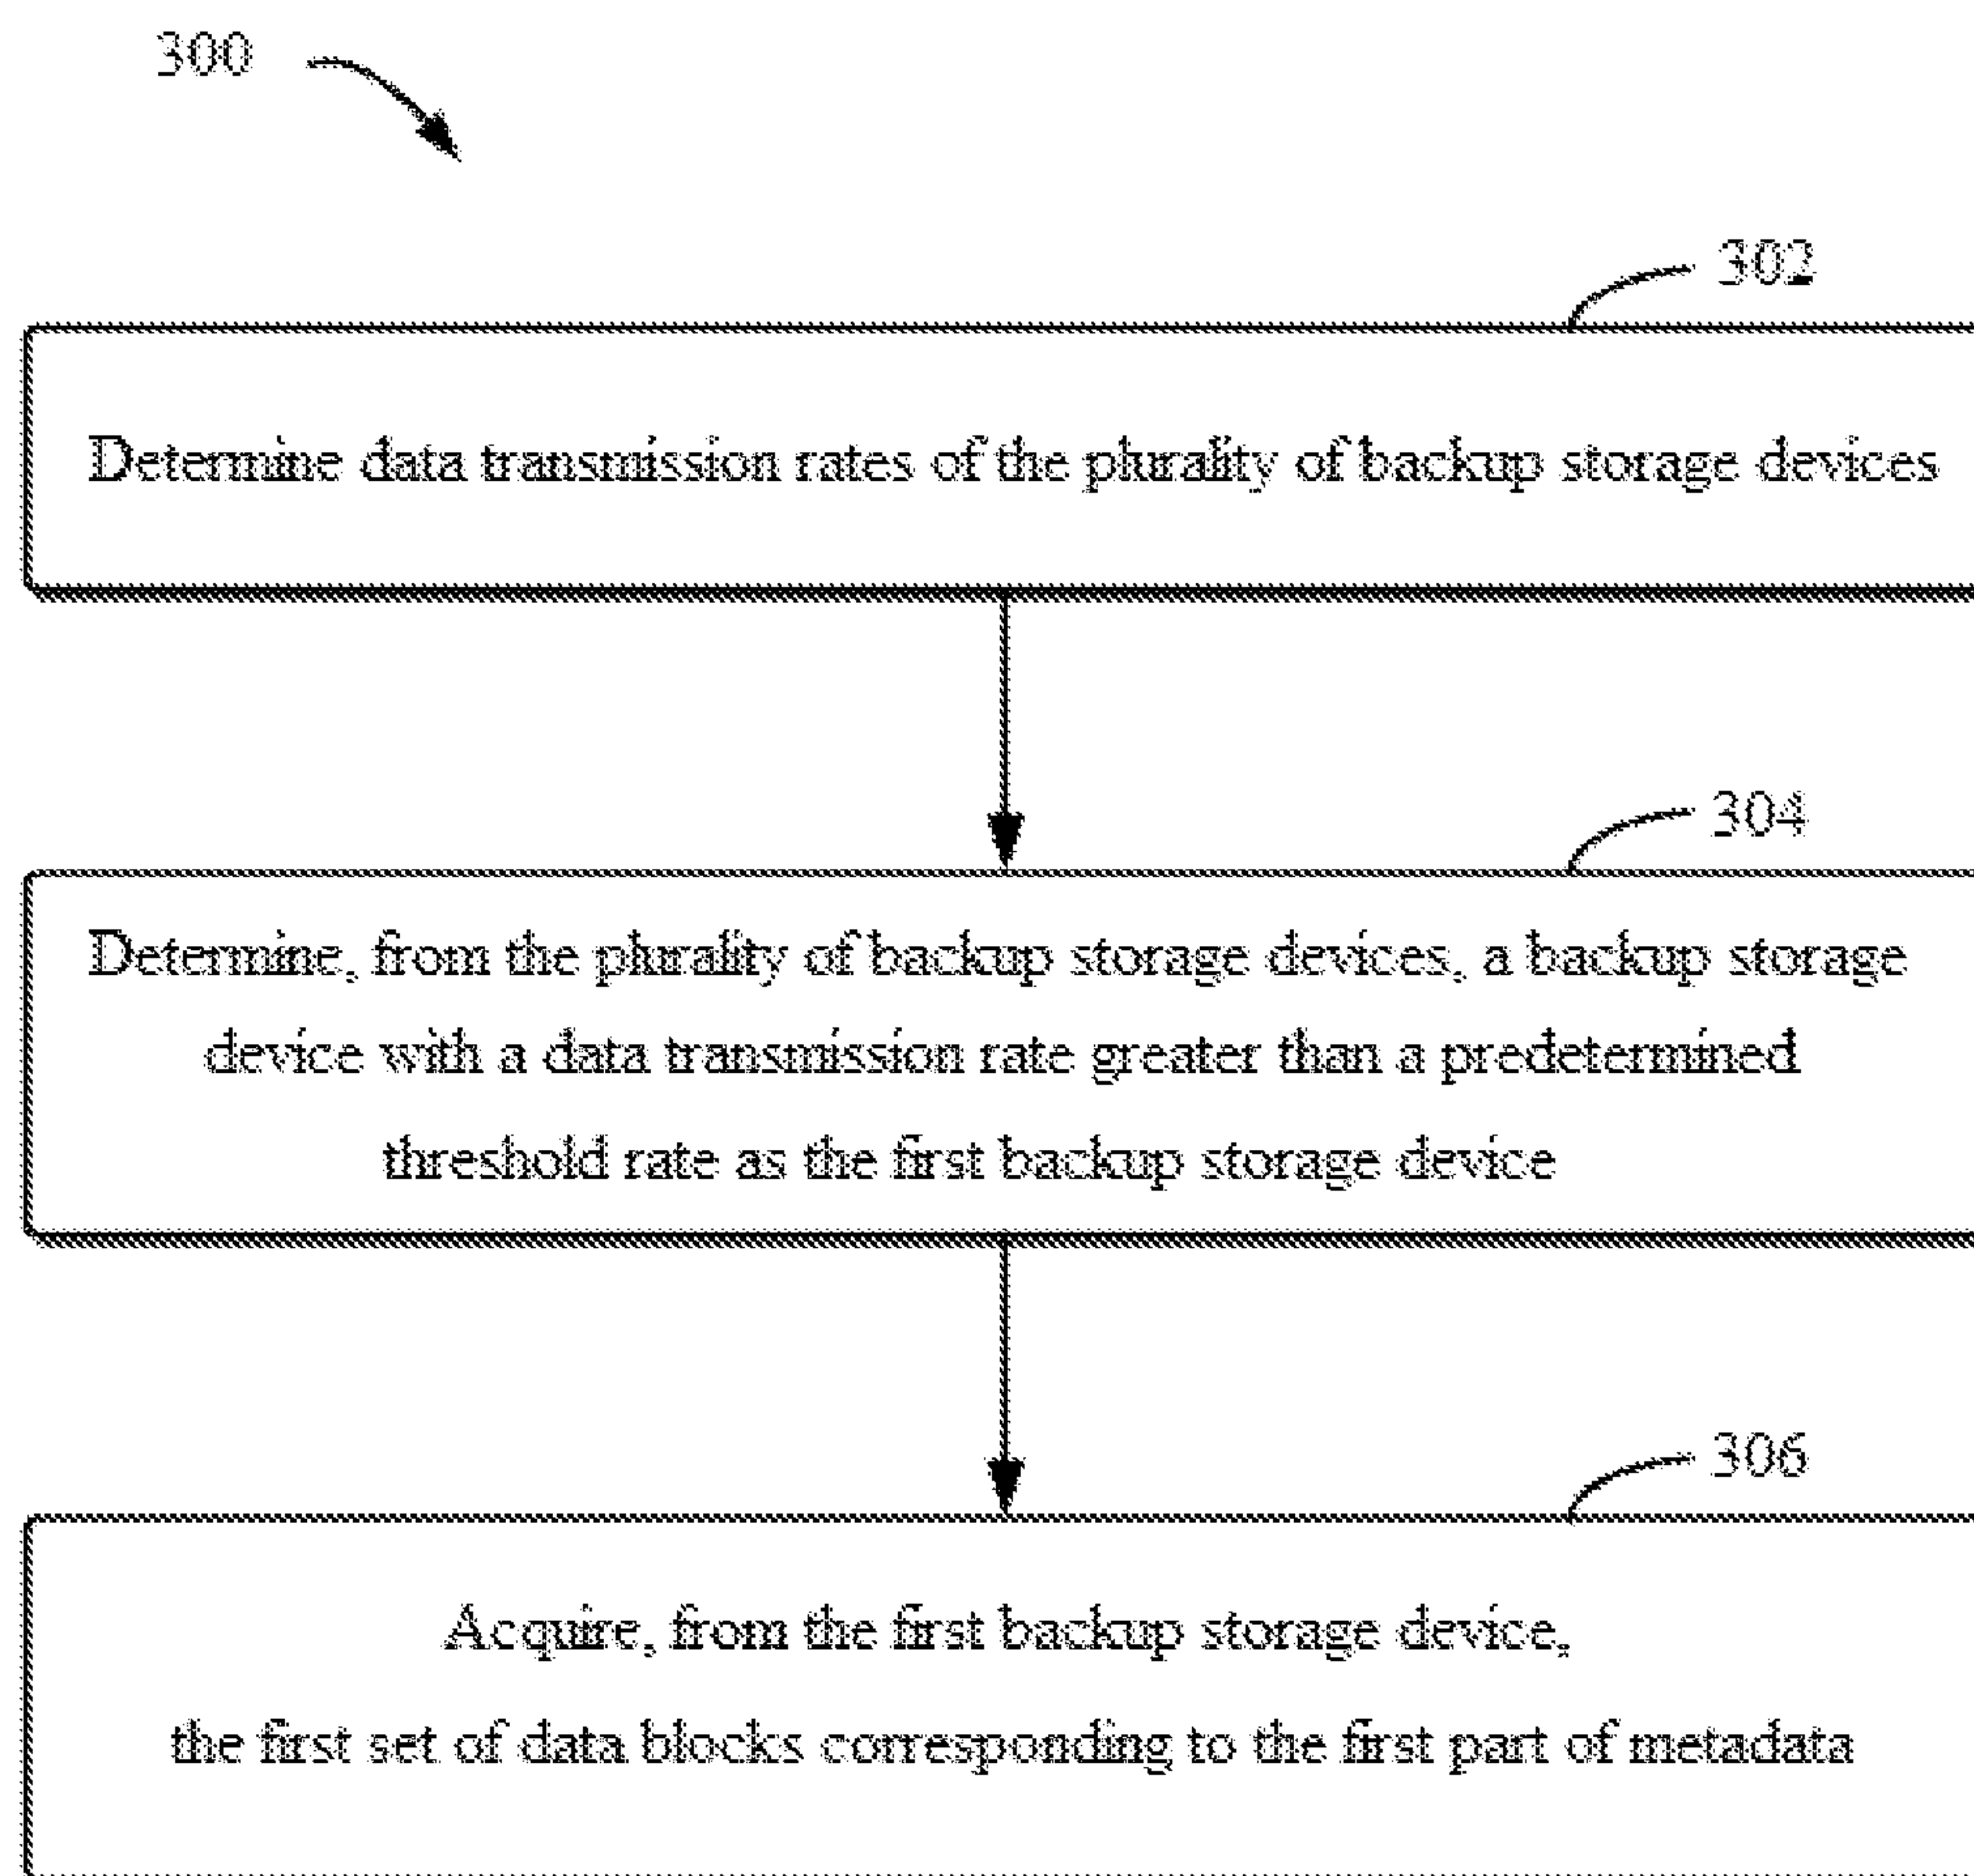 300
302
Determine data transmission rates of the plurality of backup storage devices
304
Determine, from the plurality of backup storage devices, a backup storage
device with a data transmission rate greater than a predetermined
threshold rate as the first backup storage device
306
Acquire, from the first backup storage device,
the first set of data blocks corresponding to the first part of metadata